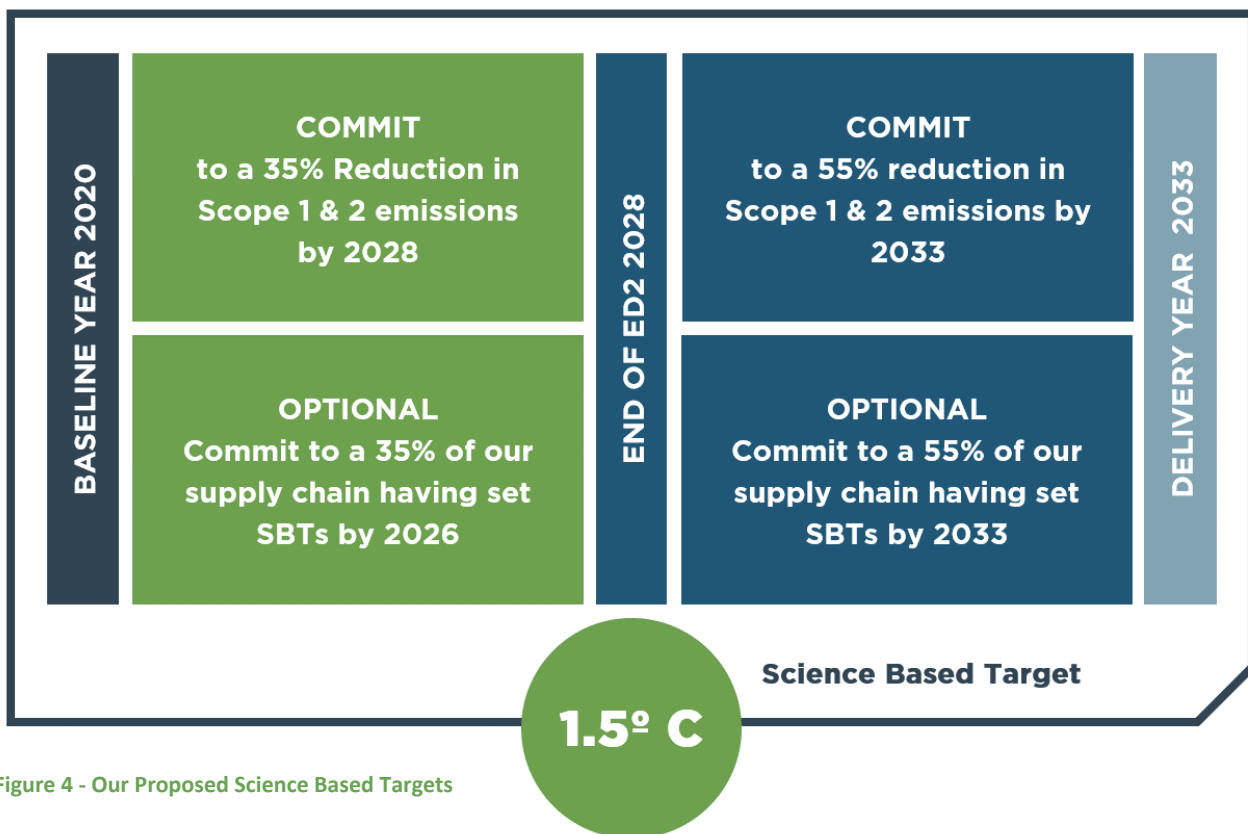 BASELINE YEAR 2020
COMMIT
to a 35% Reduction in
Scope 1 & 2 emissions
by 2028
OPTIONAL
Commit to a 35% of our
supply chain having set
SBTs by 2026
END OF ED2 2028
COMMIT
to a 55% reduction in
Scope 1 & 2 emissions by
2033
OPTIONAL
Commit to a 55% of our
supply chain having set
SBTs by 2033
DELIVERY YEAR 2033
Science Based Target
1.5º C
Figure 4 - Our Proposed Science Based Targets